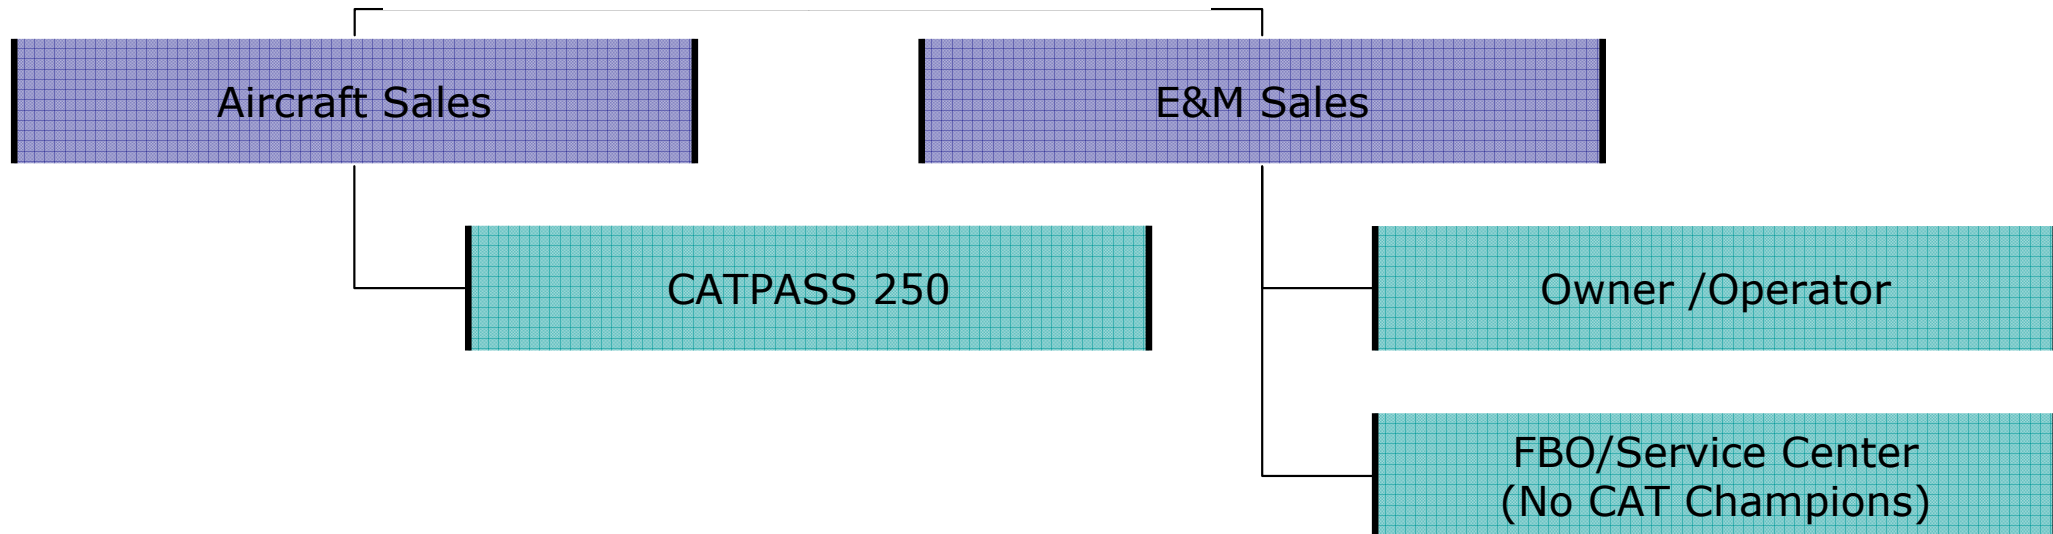 Aircraft Sales
E&M Sales
CATPASS 250
Owner /Operator
FBO/Service Center
(No CAT Champions)